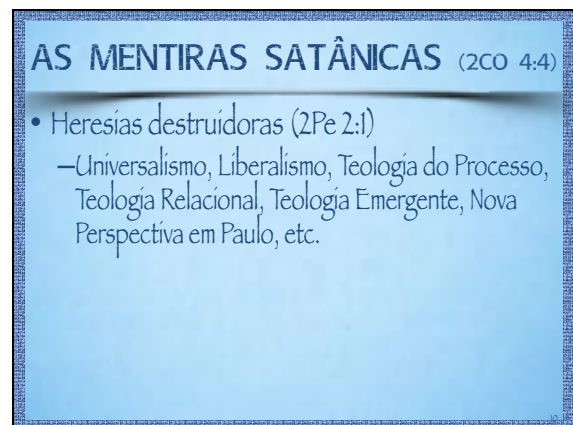 AS MENTIRAS SATÂNICAS (2CO 4:4)
• Heresias destruidoras (2Pe 2:1)
–Universalismo, Liberalismo, Teologia do Processo,
Teologia Relacional, Teologia Emergente, Nova
Perspectiva em Paulo, etc.
10